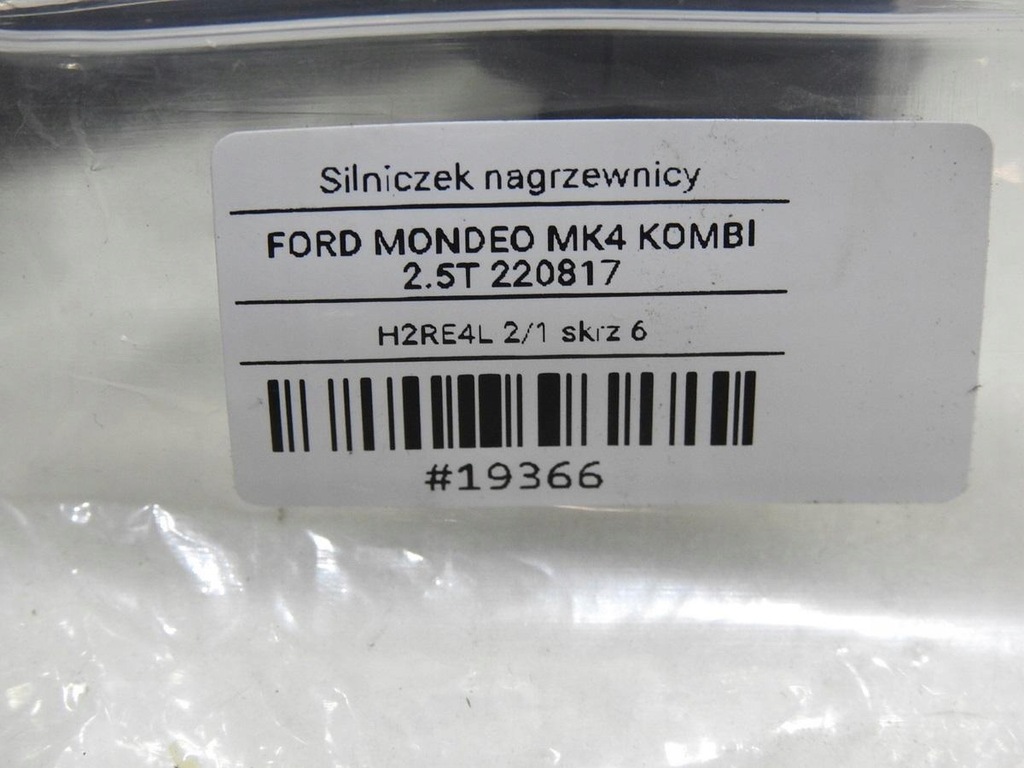 Silniczek nagrzewnicy
FORD MONDEO MK4 KOMBI
2.5T 220817
H2RE4L 2/1 skrz 6
#19366